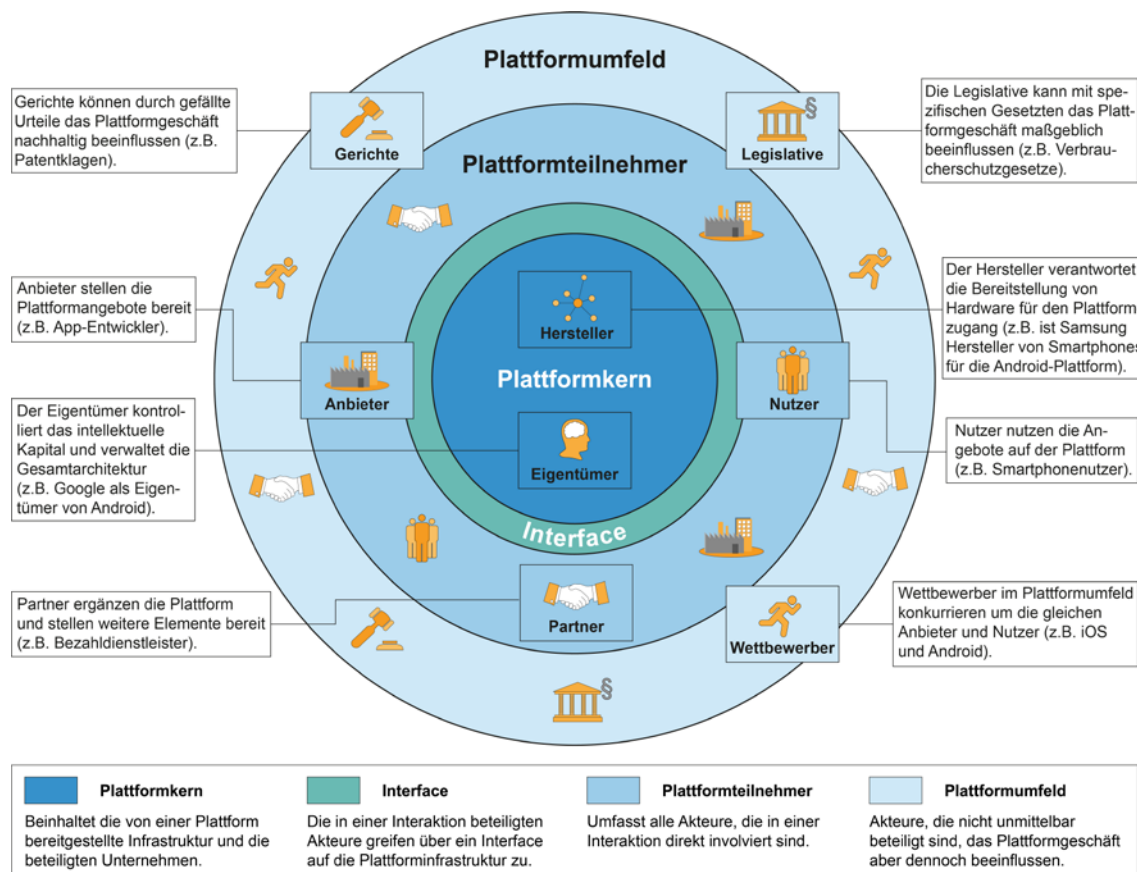 Plattformumfeld
Gerichte können durch gefällte
Urteile das Plattformgeschäft
nachhaltig beeinflussen (z.B.
Patentklagen).
Gerichte
§
Legislative
Die Legislative kann mit spe-
zifischen Gesetzten das Platt-
formgeschäft maßgeblich
beeinflussen (z.B. Verbrau-
cherschutzgesetze).
Plattformteilnehmer
Anbieter stellen die
Plattformangebote bereit
(z.B. App-Entwickler).
Hersteller
Der Hersteller verantwortet
die Bereitstellung von
Hardware für den Plattform
zugang (z.B. ist Samsung
Hersteller von Smartphones
für die Android-Plattform).
Plattformkern
Anbieter
Nutzer
Der Eigentümer kontrol-
liert das intellektuelle
Kapital und verwaltet die
Gesamtarchitektur
(z.B. Google als Eigen-
tümer von Android).
Eigentümer
Nutzer nutzen die An-
gebote auf der Plattform
(z.B. Smartphonenutzer).
Interface
Partner ergänzen die Plattform
und stellen weitere Elemente bereit
(z.B. Bezahldienstleister).
Partner
Wettbewerber
Wettbewerber im Plattformumfeld
konkurrieren um die gleichen
Anbieter und Nutzer (z.B. iOS
und Android).
§
Plattformkern
Beinhaltet die von einer Plattform
bereitgestellte Infrastruktur und die
beteiligten Unternehmen.
Interface
Die in einer Interaktion beteiligten
Akteure greifen über ein Interface
auf die Plattforminfrastruktur zu.
Plattformteilnehmer
Umfasst alle Akteure, die in einer
Interaktion direkt involviert sind.
Plattformumfeld
Akteure, die nicht unmittelbar
beteiligt sind, das Plattformgeschäft
aber dennoch beeinflussen.